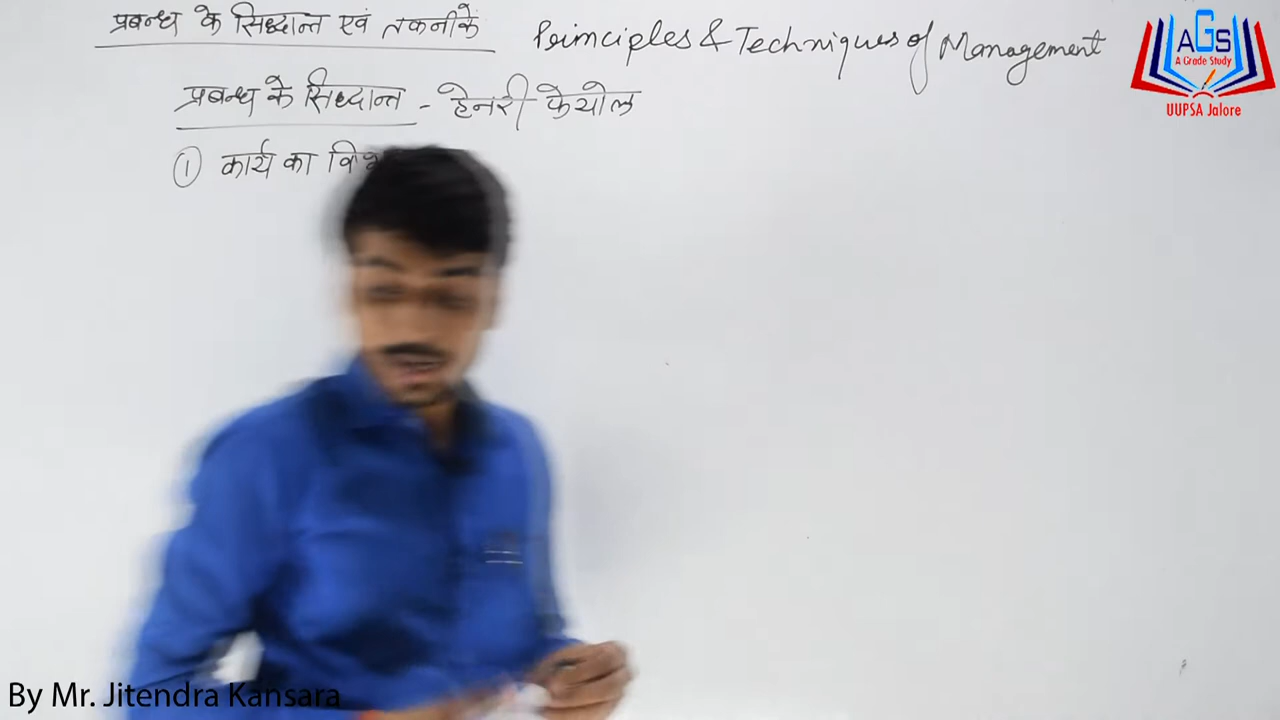 प्रबन्ध के सिद्धान्त एवं तकनीकें Principles & Techniques of Management
प्रबन्ध के सिद्धान्त - हेनरी फेयोल
① कार्य का
AGS
A Grade Study
UUPSA Jalore
By Mr. Jitendra Kansara